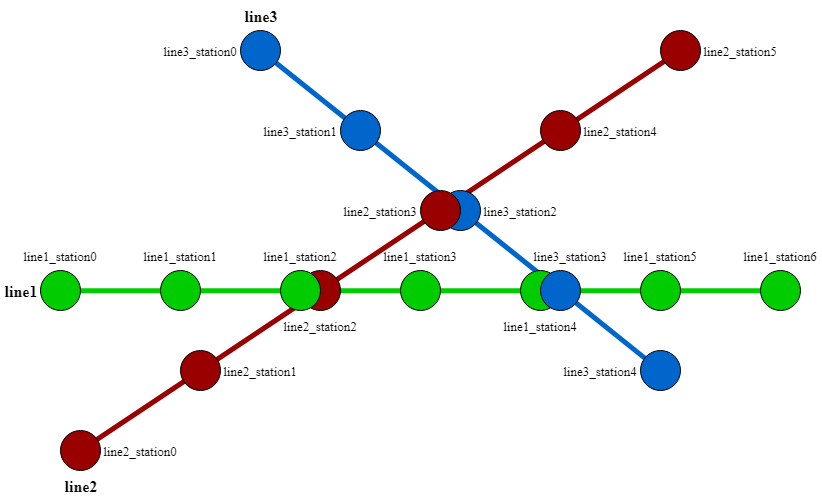 line3
line3_station0
line2_station5
line3_station1
line2_station4
line2_station3
line3_station2
line1_station0
line1_station1
line1_station2
line1_station3
line3_station3
line1_station5
line1_station6
line1
line2_station2
line1_station4
line2_station1
line3_station4
line2_station0
line2